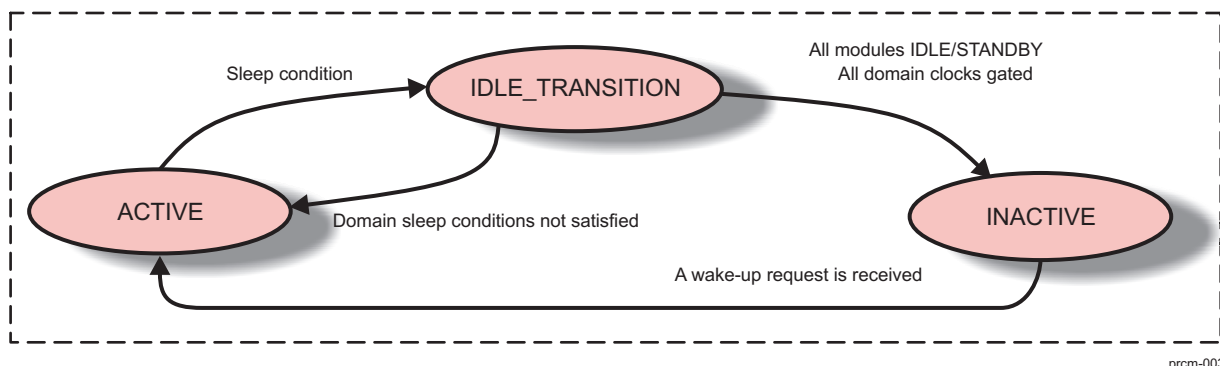 All modules IDLE/STANDBY
Sleep condition
All domain clocks gated
IDLE_TRANSITION
ACTIVE
Domain sleep conditions not satisfied
INACTIVE
A wake-up request is received